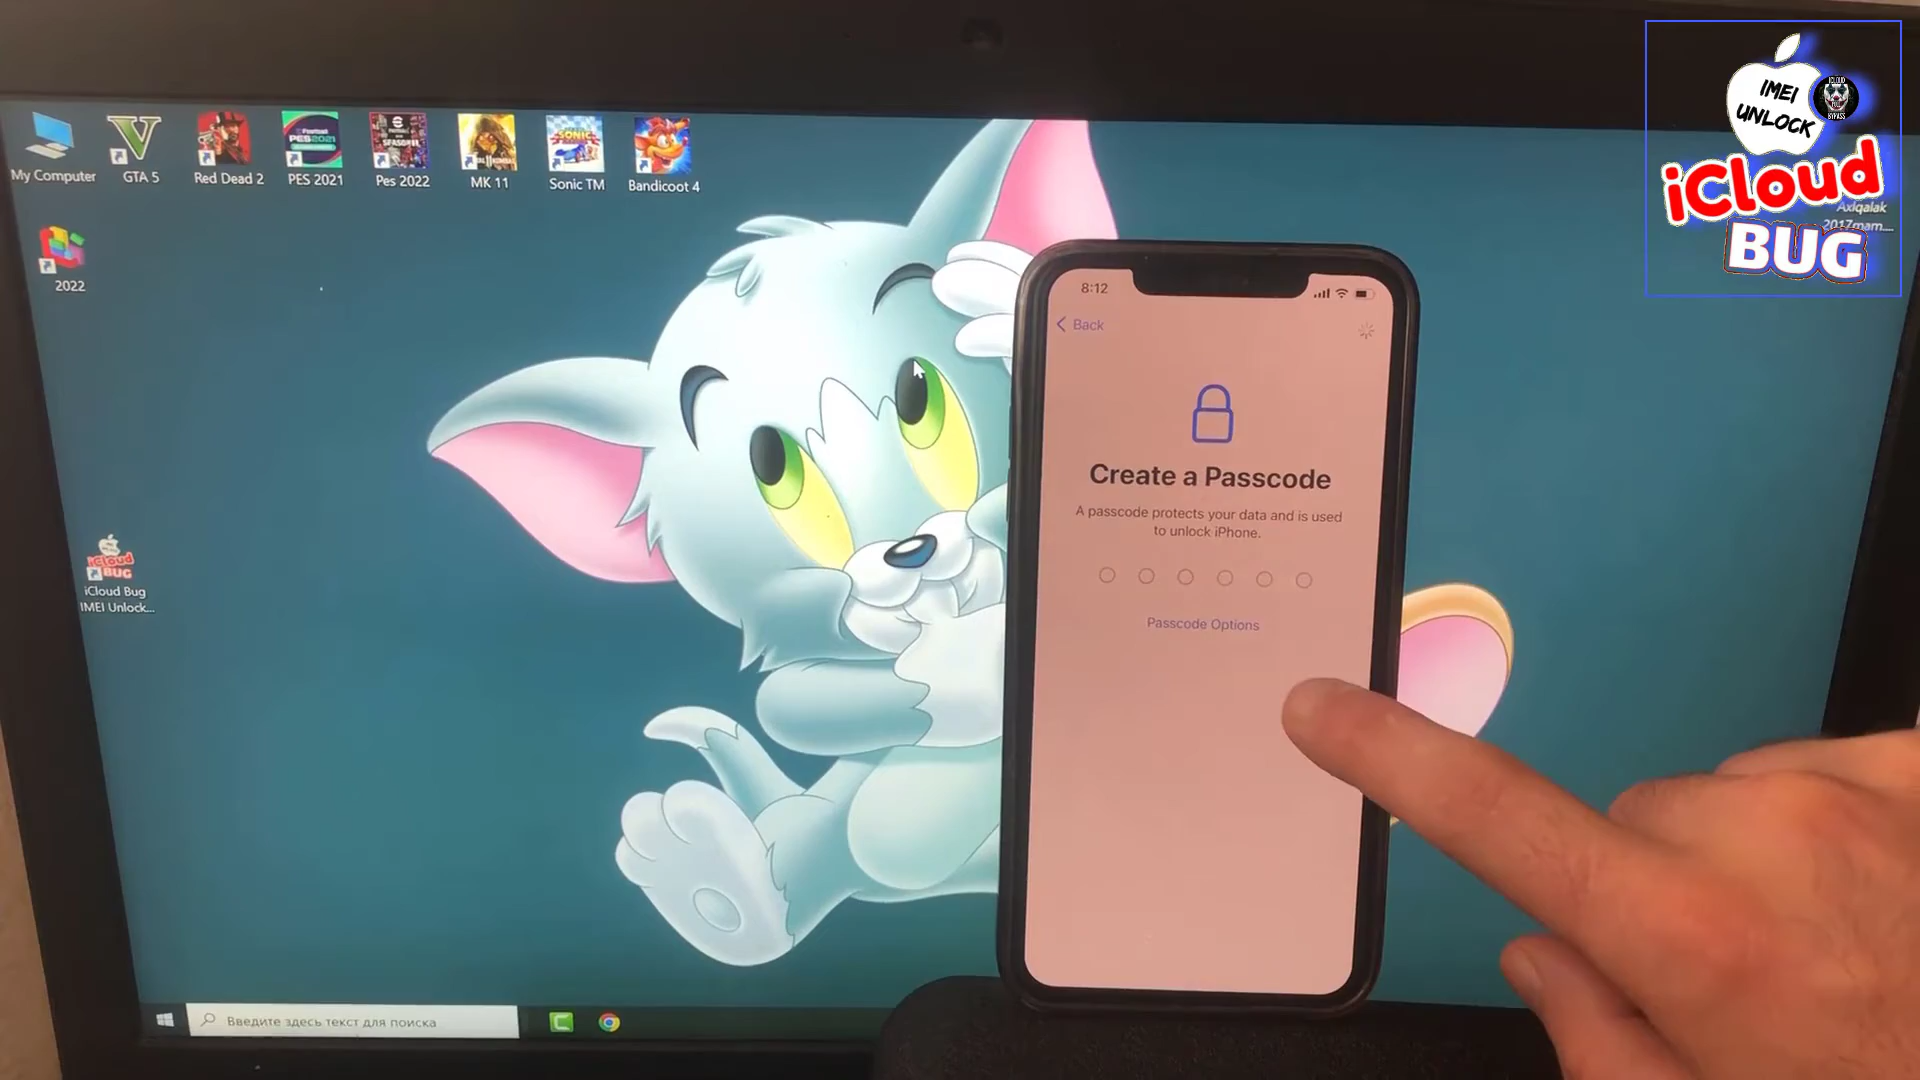 IMEI
UNLOCK
iCloud
BUG
My Computer
GTA 5
Red Dead 2
PES 2021
Pes 2022
MK 11
Sonic TM
Bandicoot 4
2022
iCloud
BUG
iCloud Bug
IMEI Unlock...
8:12
Back
Create a Passcode
A passcode protects your data and is used
to unlock iPhone.
Passcode Options
Введите здесь текст для поиска